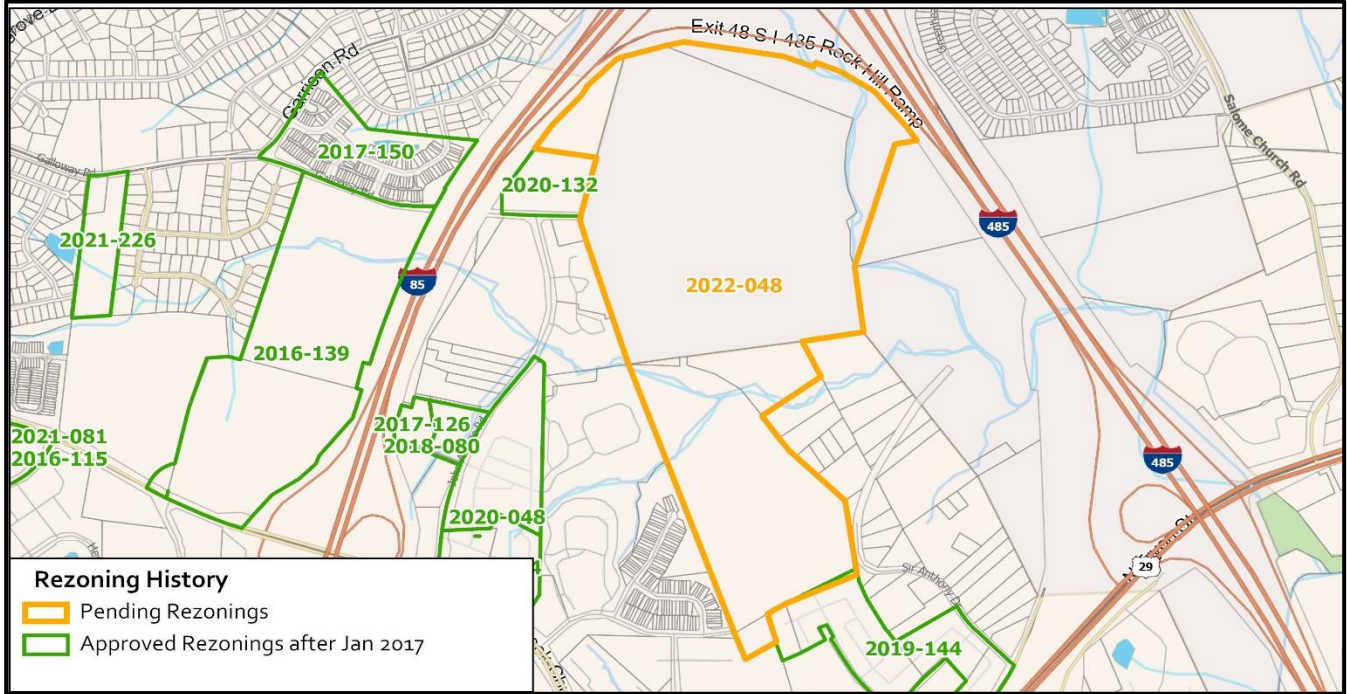 Exit 48 S I-485 Rock Hill Ramp
Garrison Rd
Salome Church Rd
2017-150
Galloway Rd
Galloway Rd
2020-132
2021-226
485
85
2022-048
2016-139
2017-126
2018-080
2021-081
2016-115
485
2020-048
29
Sir Anthony D
2019-144
Rezoning History
Pending Rezonings
Approved Rezonings after Jan 2017